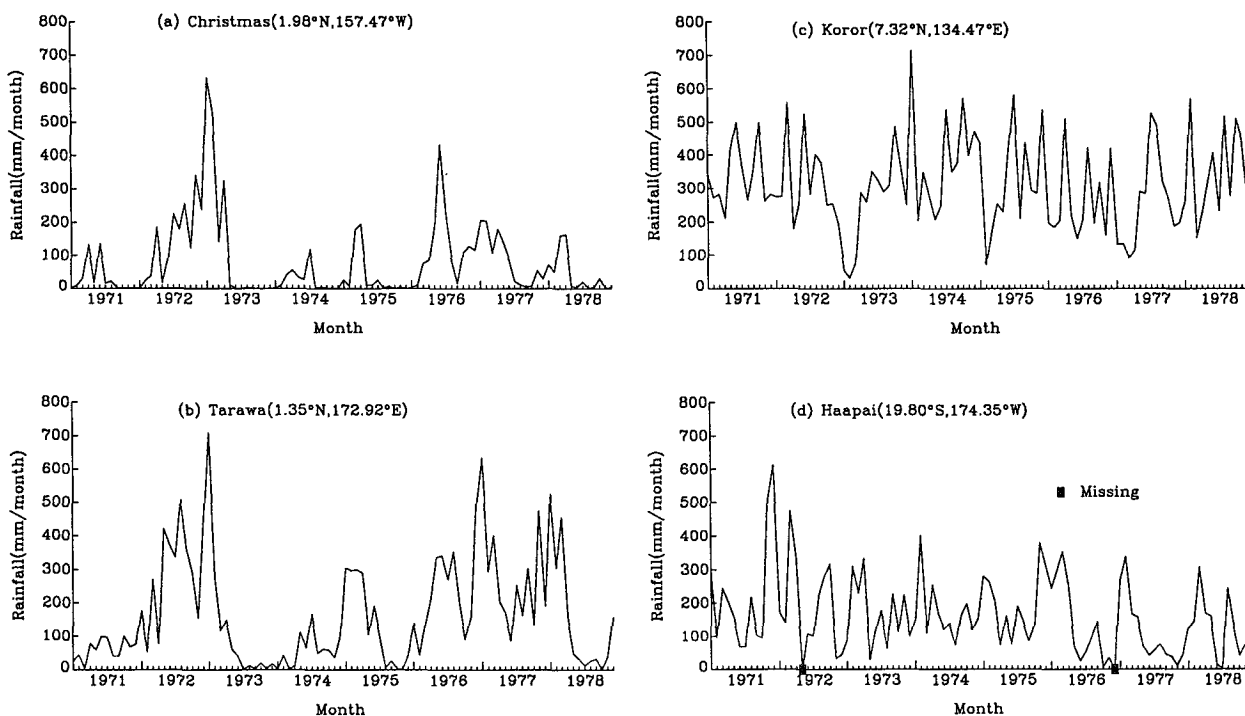 (a) Christmas(1.98°N,157.47°W)
Rainfall(mm/month)
800
700
600
500
400
300
200
100
0
1971 1972 1973 1974 1975 1976 1977 1978
Month
(c) Koror(7.32°N,134.47°E)
Rainfall(mm/month)
800
700
600
500
400
300
200
100
0
1971 1972 1973 1974 1975 1976 1977 1978
Month
(b) Tarawa(1.35°N,172.92°E)
Rainfall(mm/month)
800
700
600
500
400
300
200
100
0
1971 1972 1973 1974 1975 1976 1977 1978
Month
(d) Haapai(19.80°S,174.35°W)
Missing
Rainfall(mm/month)
800
700
600
500
400
300
200
100
0
1971 1972 1973 1974 1975 1976 1977 1978
Month